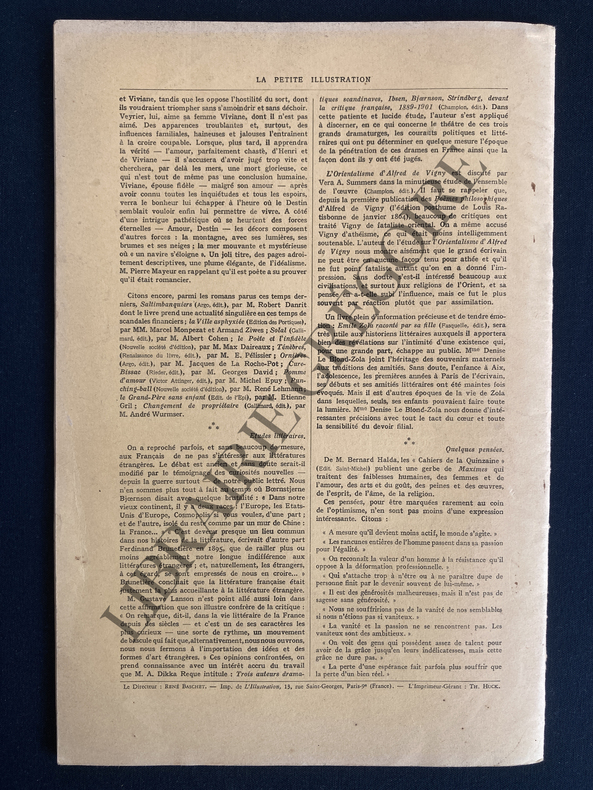 LA PETITE ILLUSTRATION
et Viviane, tandis que les oppose l'hostilité du sort, dont
ils voudraient triompher sans s'amoindrir et sans déchoir.
Veyrier, lui, aime sa femme Viviane, dont il n'est pas
aimé. Des apparences troublantes et, surtout, des
influences familiales, haineuses et jalouses l'entraînent
à la croire coupable. Lorsque, plus tard, il apprendra
la vérité — l'amour, parfaitement chaste, d'Henri et
de Viviane — il s'accusera d'avoir jugé trop vite et
cherchera, par delà les mers, une mort glorieuse, ce
qui n'est tout de même pas une conclusion humaine.
Viviane, épouse fidèle — malgré son amour — après
avoir connu toutes les inquiétudes et tous les espoirs,
verra le bonheur lui échapper à l'heure où le Destin
semblait vouloir enfin lui permettre de vivre. A côté
d'une intrigue pathétique où se heurtent des forces
éternelles — Amour, Destin — les décors composent
d'autres forces : la montagne, avec ses lumières, ses
brumes et ses neiges ; la mer mouvante et mystérieuse
où « un navire s'éloigne ». Un joli titre, des pages adroi-
tement descriptives, une plume élégante, de l'idéalisme.
M. Pierre Mayeur en rappelant qu'il est poète a su prouver
qu'il était romancier.
Citons encore, parmi les romans parus ces temps der-
niers, Saltimbanquiers (Argo, édit.), par M. Robert Danrit
dont le livre prend une actualité singulière en ces temps de
scandales financiers ; la Ville asphyxiée (Edition des Portiques),
par MM. Marcel Monpezat et Armand Zivès ; Solal (Galli-
mard, édit.), par M. Albert Cohen ; le Poète et l'infidèle
(Nouvelle société d'édition), par M. Max Daireaux ; Ténèbres,
(Renaissance du livre, édit.), par M. E. Pélissier ; Ornières
(Argo, édit.), par M. Jacques de La Roche-Pot ; Cure-
Bissac (Rieder, édit.), par M. Georges David ; Femme
d'amour (Victor Attinger, édit.), par M. Michel Epuy ;
ching-ball (Nouvelle société d'édition), par M. René Lehmann ;
le Grand-Père sans enfant (Edit. de l'Epi), par M. Etienne
Gril ; Changement de propriétaire (Gallimard, édit.), par
M. André Wurmser.
Etudes littéraires.
On a reproché parfois, et sans beaucoup de mesure,
aux Français de ne pas s'intéresser aux littératures
étrangères. Le débat est ancien. Sans doute serait-il
modifié par le témoignage des curiosités nouvelles —
depuis la guerre surtout — de notre public lettré. Nous
n'en sommes plus tout à fait au temps où Bœrnstjerne
Bjœrnson disait avec quelque brutalité : « Dans notre
vieux continent, il y a d'un côté l'Europe, les Etats-
Unis d'Europe, Cosmopolis si vous voulez, d'une part ;
et de l'autre, isolé du reste comme par un mur de Chine :
la France... » C'était devenu presque un lieu commun
dans nos histoires de la littérature, écrivait d'autre part
Ferdinand Brunetière en 1895, que de railler plus ou
moins agréablement notre longue indifférence aux
littératures étrangères ; et, naturellement, les étrangers,
se sont empressés de nous en croire... »
Brunetière disait que la littérature française était
accueillante à la littérature étrangère.
M. Gustave Lanson n'est point allé aussi loin dans
cette affirmation que son illustre confrère de la critique :
« On remarque, dit-il, dans la vie littéraire de la France
depuis trois siècles — et c'est un de ses caractères les
plus curieux — une sorte de rythme, un mouvement
de bascule qui fait que, alternativement, nous nous ouvrons,
nous nous fermons à l'importation des idées et des
formes d'art étrangères. » Ces opinions confrontées, on
prend connaissance avec un intérêt accru du travail
que M. A. Dikka Reque intitule : Trois auteurs drama-
tiques scandinaves, Ibsen, Bjœrnson, Strindberg, devant
la critique française, 1889-1901 (Champion, édit.). Dans
cette patiente et lucide étude, l'auteur s'est appliqué
à discerner, en ce qui concerne le théâtre de ces trois
grands dramaturges, les courants politiques et litté-
raires qui ont pu déterminer en quelque mesure l'époque
de la pénétration de ces drames en France ainsi que la
façon dont ils y ont été jugés.
L'Orientalisme d'Alfred de Vigny est discuté par
Vera A. Summers dans la minutieuse étude de l'ensemble
de l'œuvre (Champion, édit.). Il faut se rappeler que,
depuis la première publication des Poèmes philosophiques
d'Alfred de Vigny (l'édition posthume de Louis Ra-
tisbonne de janvier 1864), beaucoup de critiques ont
traité Vigny de fataliste. On a même accusé
Vigny d'athéisme, ce qui était moins intelligemment
soutenable. L'auteur de l'étude sur l'Orientalisme d'Alfred
de Vigny nous montre aisément que le grand écrivain
ne peut être en aucune façon tenu pour athée et qu'il
ne fut point fataliste autant qu'on en a donné l'im-
pression. Sans doute s'est-il intéressé beaucoup aux
civilisations et surtout aux religions de l'Orient, et sa
pensée en subit de l'influence, mais ce fut le plus
souvent par réaction plutôt que par assimilation.
Un livre plein d'information précieuse et de tendre émo-
tion, Emile Zola raconté par sa fille (Fasquelle, édit.), sera
très utile aux historiens littéraires auxquels il apportera
bien des révélations sur l'intimité d'une existence qui,
pour une grande part, échappe au public. Mme Denise
Le Blond-Zola joint l'héritage des souvenirs maternels
aux traditions des amitiés. Sans doute, l'enfance à Aix,
l'adolescence, les premières années à Paris de l'écrivain,
ses débuts et ses amitiés littéraires ont été maintes fois
évoqués. Mais il est d'autres époques de la vie de Zola
dans lesquelles, seuls, ses enfants pouvaient faire toute
la lumière. Mme Denise Le Blond-Zola nous donne d'inté-
ressantes précisions avec tout le tact du cœur et toute
la sensibilité du devoir filial.
Quelques pensées.
De M. Bernard Halda, les « Cahiers de la Quinzaine »
(Edit. Saint-Michel) publient une gerbe de Maximes qui
traitent des faiblesses humaines, des femmes et de
l'amour, des arts et du goût, des peines et des œuvres,
de l'esprit, de l'âme, de la religion.
Ces pensées, pour être marquées rarement au coin
de l'optimisme, n'en sont pas moins d'une expression
intéressante. Citons :
« A mesure qu'il devient moins actif, le monde s'agite. »
« Les rancunes entières de l'homme passent dans sa passion
pour l'égalité. »
« On reconnaît la valeur d'un homme à la résistance qu'il
oppose à la déformation professionnelle. »
« Qui s'attache trop à n'être ou à ne paraître dupe de
personne finit par le devenir souvent de lui-même. »
« Il est des générosités malheureuses, mais il n'est pas de
sagesse sans générosité. »
« Nous ne souffririons pas de la vanité de nos semblables
si nous n'étions pas si vaniteux. »
« La vanité et la passion ne se rencontrent pas. Les
vaniteux sont des ambitieux. »
« On voit des gens qui possèdent assez de talent pour
avoir de la grâce jusqu'en leurs indélicatesses, mais cette
grâce ne dure pas. »
« La perte d'une espérance fait parfois plus souffrir que
la perte d'un bien réel. »
Le Directeur : RENÉ BASCHET. — Imp. de L'Illustration, 13, rue Saint-Georges, Paris-9e (France). — L'Imprimeur-Gérant : TH. HUCK.
LIBRAIRIE GREGOIRE